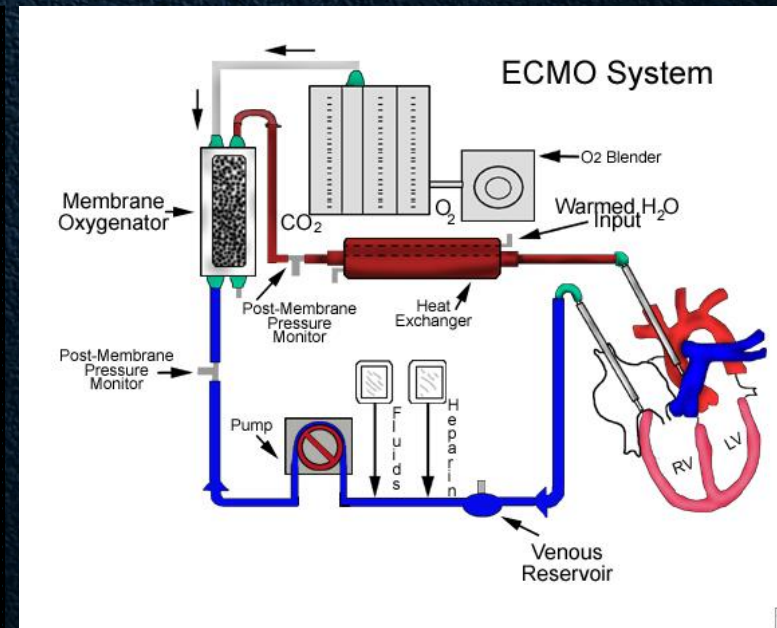 ECMO System
O2 Blender
Membrane
Oxygenator
CO2
O2
Warmed H2O
Input
Post-Membrane
Pressure
Monitor
Heat
Exchanger
Post-Membrane
Pressure
Monitor
Pump
Fluids
Heparin
RV
LV
Venous
Reservoir